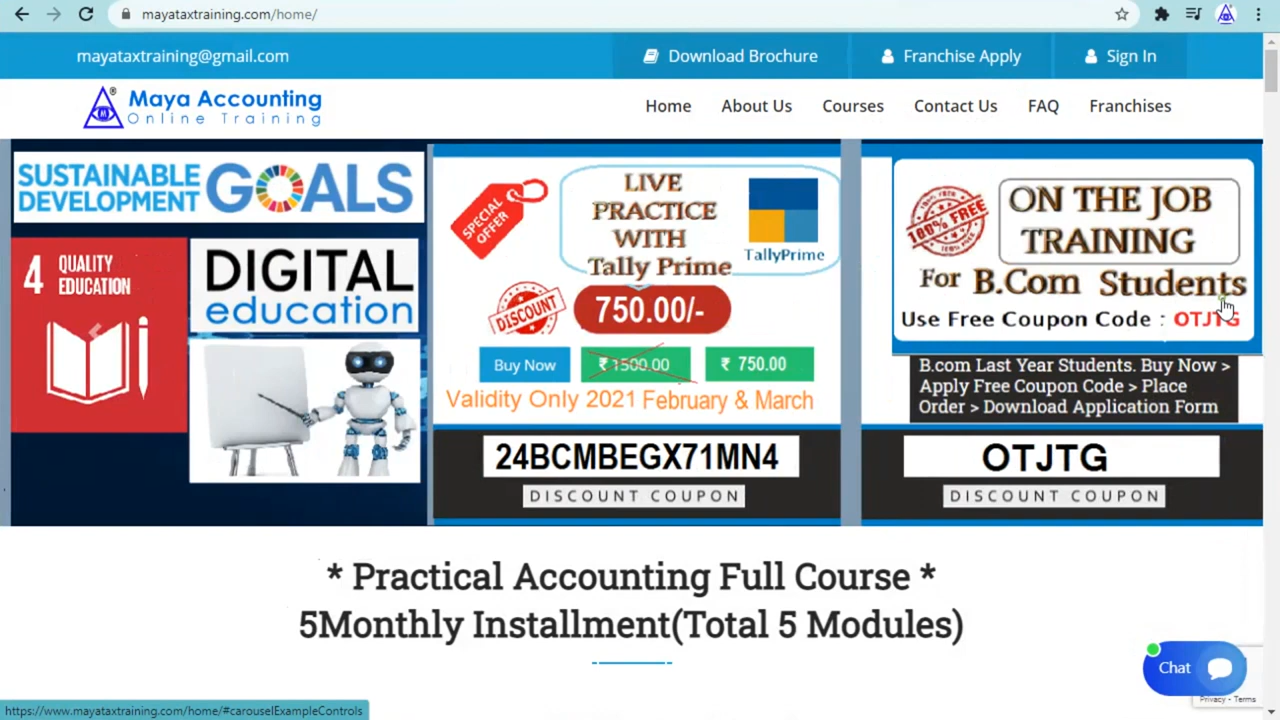 mayataxtraining.com/home/
mayataxtraining@gmail.com
Download Brochure
Franchise Apply
Sign In
Maya Accounting
®
Online Training
Home
About Us
Courses
Contact Us
FAQ
Franchises
SUSTAINABLE
DEVELOPMENT
GOALS
4 QUALITY
EDUCATION
DIGITAL
education
SPECIAL
OFFER
LIVE
PRACTICE
WITH
Tally Prime
TallyPrime
DISCOUNT
750.00/-
Buy Now
₹ 1500.00
₹ 750.00
Validity Only 2021 February & March
24BCMBEGX71MN4
DISCOUNT COUPON
100% FREE
ON THE JOB
TRAINING
For B.Com Students
Use Free Coupon Code : OTJTG
B.com Last Year Students. Buy Now >
Apply Free Coupon Code > Place
Order > Download Application Form
OTJTG
DISCOUNT COUPON
* Practical Accounting Full Course *
5Monthly Installment(Total 5 Modules)
Chat
Privacy - Terms
https://www.mayataxtraining.com/home/#carouselExampleControls